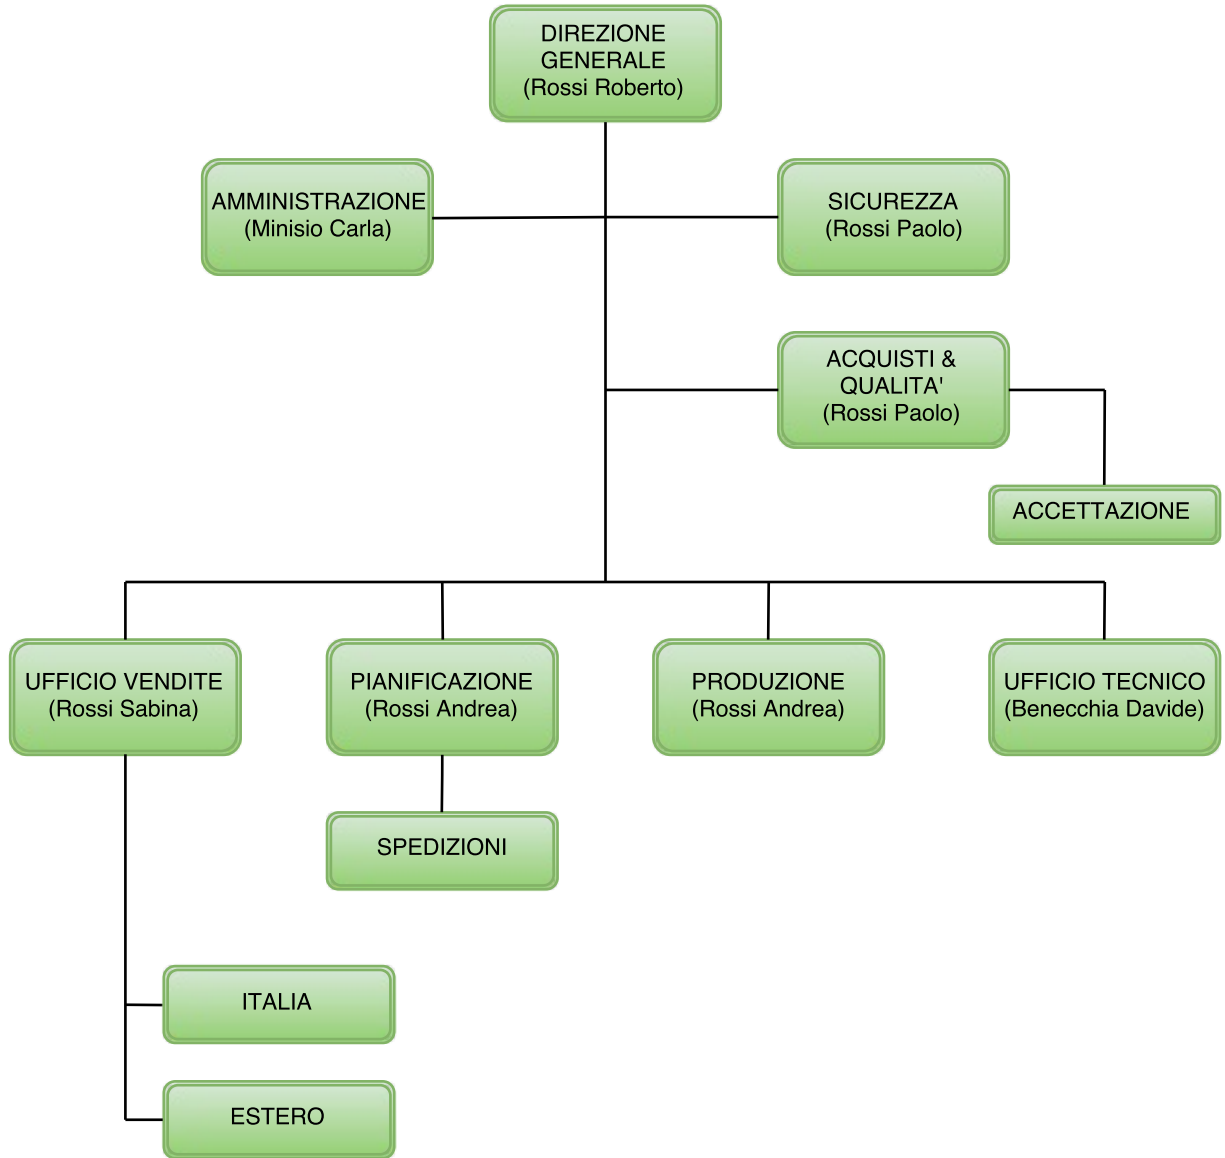 DIREZIONE
GENERALE
(Rossi Roberto)
AMMINISTRAZIONE
(Minisio Carla)
SICUREZZA
(Rossi Paolo)
ACQUISTI &
QUALITA'
(Rossi Paolo)
ACCETTAZIONE
UFFICIO VENDITE
(Rossi Sabina)
PIANIFICAZIONE
(Rossi Andrea)
PRODUZIONE
(Rossi Andrea)
UFFICIO TECNICO
(Benecchia Davide)
SPEDIZIONI
ITALIA
ESTERO